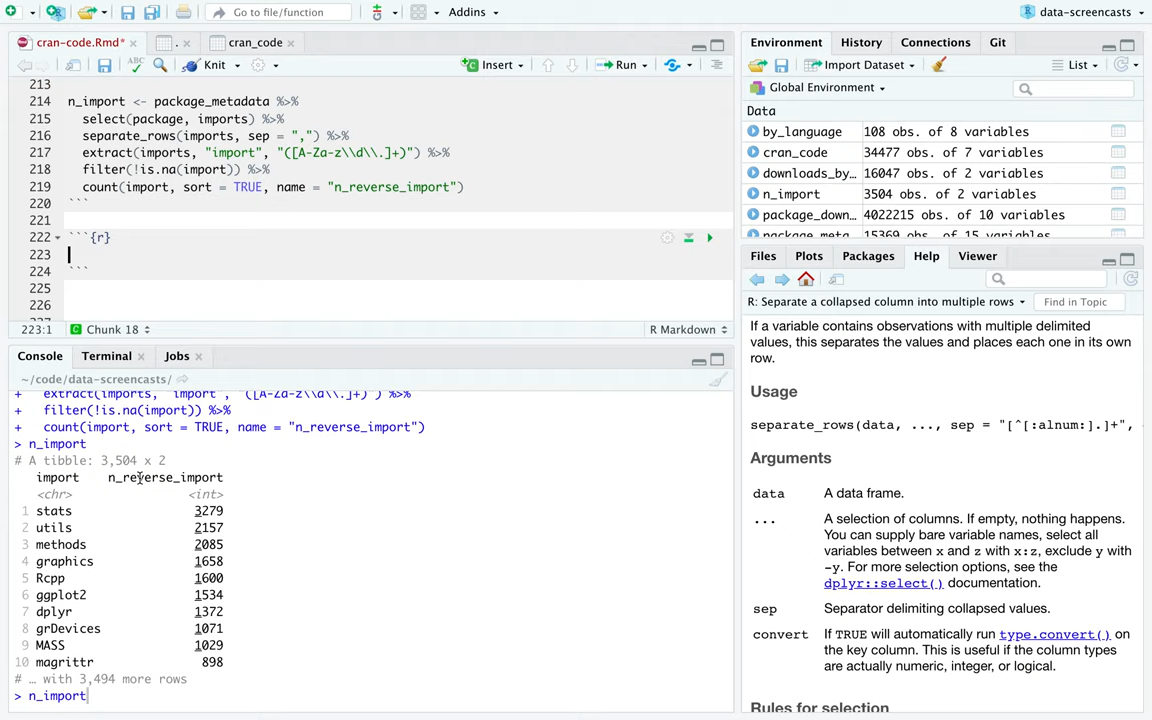 Go to file/function
Addins
data-screencasts
cran-code.Rmd*
.
cran_code
Knit
Insert
Run
213
214 n_import <- package_metadata %>%
215 select(package, imports) %>%
216 separate_rows(imports, sep = ",") %>%
217 extract(imports, "import", "([A-Za-z\\d\\.]+)") %>%
218 filter(!is.na(import)) %>%
219 count(import, sort = TRUE, name = "n_reverse_import")
220 ```
221
222 ```{r}
223
224 ```
225
226
223:1 Chunk 18 R Markdown
Console Terminal Jobs
~/code/data-screencasts/
+ extract(imports, "import", "([A-Za-z\\d\\.]+)") %>%
+ filter(!is.na(import)) %>%
+ count(import, sort = TRUE, name = "n_reverse_import")
> n_import
# A tibble: 3,504 x 2
import n_reverse_import
<chr> <int>
1 stats 3279
2 utils 2157
3 methods 2085
4 graphics 1658
5 Rcpp 1600
6 ggplot2 1534
7 dplyr 1372
8 grDevices 1071
9 MASS 1029
10 magrittr 898
# … with 3,494 more rows
> n_import
Environment History Connections Git
Import Dataset
List
Global Environment
Data
by_language 108 obs. of 8 variables
cran_code 34477 obs. of 7 variables
downloads_by… 16047 obs. of 2 variables
n_import 3504 obs. of 2 variables
package_down… 4022215 obs. of 10 variables
package_meta… 15369 obs. of 15 variables
Files Plots Packages Help Viewer
R: Separate a collapsed column into multiple rows
Find in Topic
If a variable contains observations with multiple delimited
values, this separates the values and places each one in its own
row.
Usage
separate_rows(data, ..., sep = "[^[:alnum:].]+",
Arguments
data A data frame.
... A selection of columns. If empty, nothing happens.
You can supply bare variable names, select all
variables between x and z with x:z, exclude y with
-y. For more selection options, see the
dplyr::select() documentation.
sep Separator delimiting collapsed values.
convert If TRUE will automatically run type.convert() on
the key column. This is useful if the column types
are actually numeric, integer, or logical.
Rules for selection